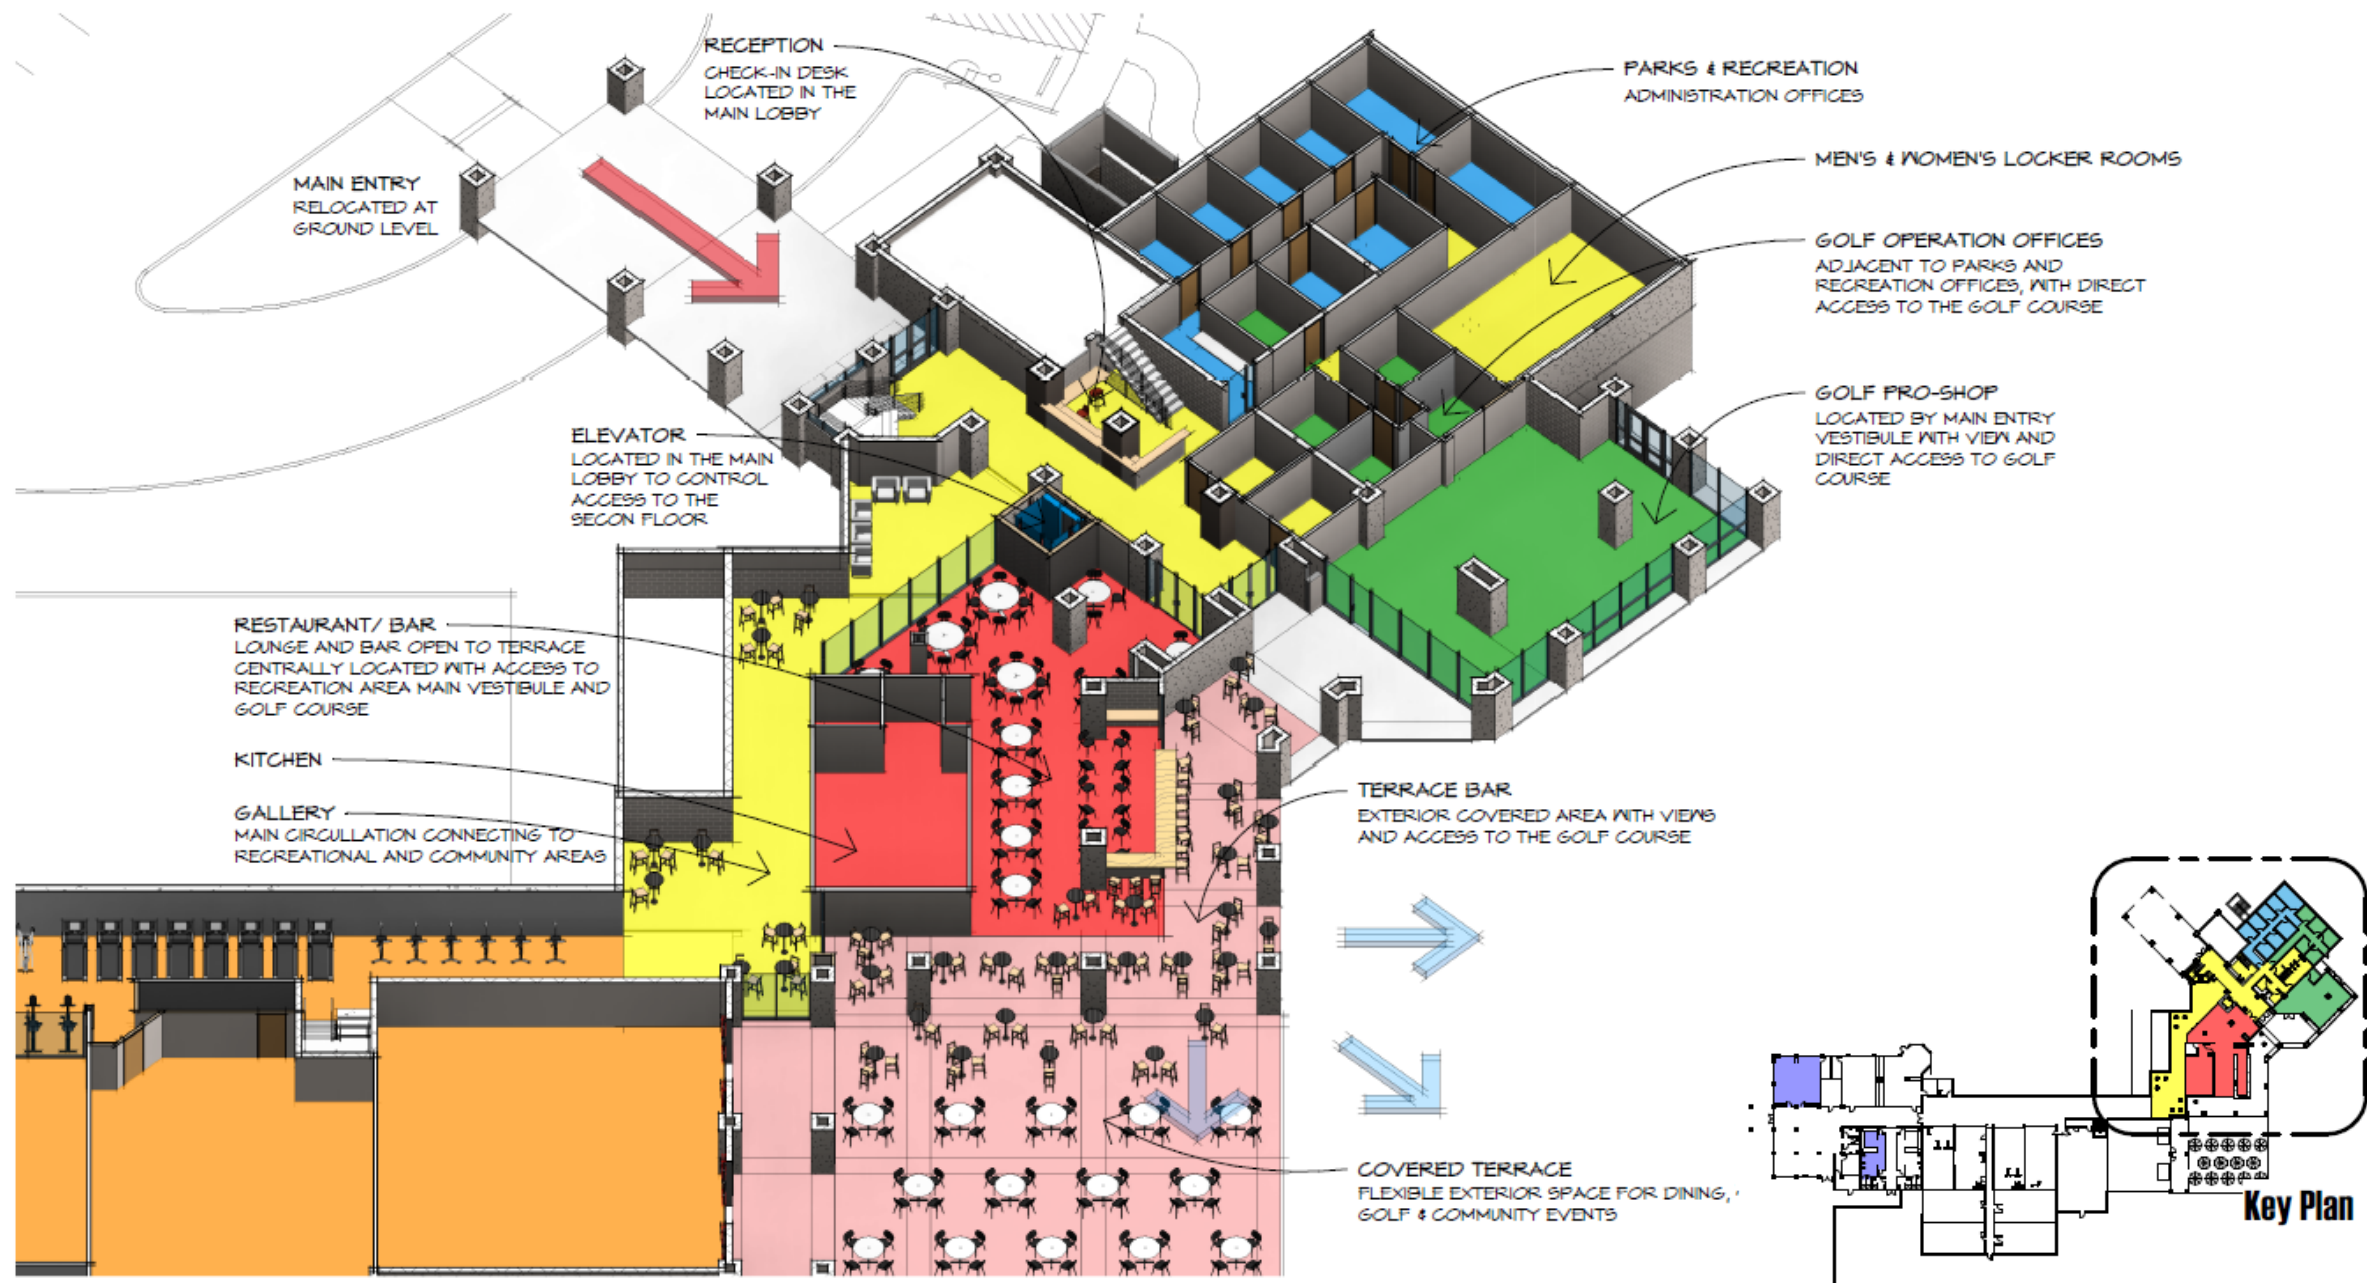 RECEPTION
CHECK-IN DESK
LOCATED IN THE
MAIN LOBBY
PARKS & RECREATION
ADMINISTRATION OFFICES
MEN'S & WOMEN'S LOCKER ROOMS
MAIN ENTRY
RELOCATED AT
GROUND LEVEL
GOLF OPERATION OFFICES
ADJACENT TO PARKS AND
RECREATION OFFICES, WITH DIRECT
ACCESS TO THE GOLF COURSE
GOLF PRO-SHOP
LOCATED BY MAIN ENTRY
VESTIBULE WITH VIEW AND
DIRECT ACCESS TO GOLF
COURSE
ELEVATOR
LOCATED IN THE MAIN
LOBBY TO CONTROL
ACCESS TO THE
SECON FLOOR
RESTAURANT/ BAR
LOUNGE AND BAR OPEN TO TERRACE
CENTRALLY LOCATED WITH ACCESS TO
RECREATION AREA MAIN VESTIBULE AND
GOLF COURSE
KITCHEN
GALLERY
MAIN CIRCULLATION CONNECTING TO
RECREATIONAL AND COMMUNITY AREAS
TERRACE BAR
EXTERIOR COVERED AREA WITH VIEWS
AND ACCESS TO THE GOLF COURSE
COVERED TERRACE
FLEXIBLE EXTERIOR SPACE FOR DINING,
GOLF & COMMUNITY EVENTS
Key Plan